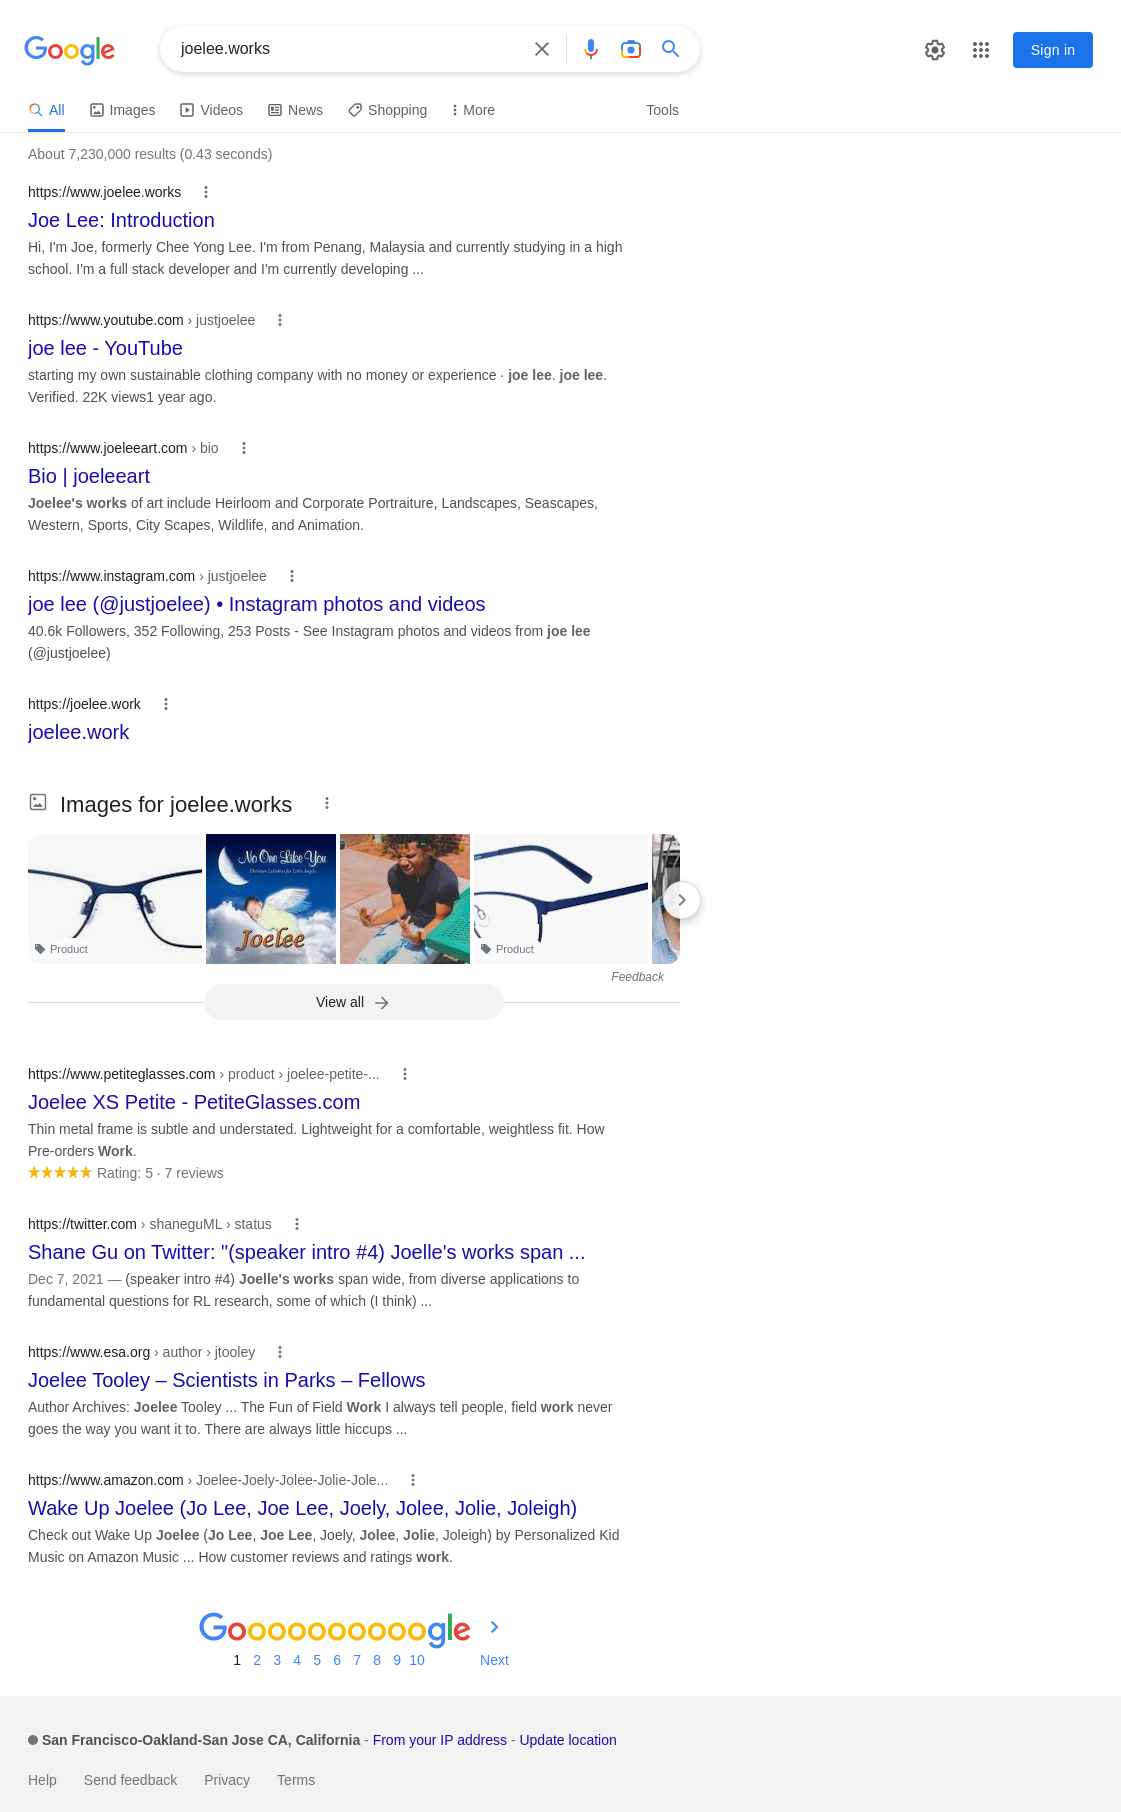 Google
joelee.works
Sign in
All
Images
Videos
News
Shopping
More
Tools
About 7,230,000 results (0.43 seconds)
https://www.joelee.works
Joe Lee: Introduction
Hi, I'm Joe, formerly Chee Yong Lee. I'm from Penang, Malaysia and currently studying in a high
school. I'm a full stack developer and I'm currently developing ...
https://www.youtube.com › justjoelee
joe lee - YouTube
starting my own sustainable clothing company with no money or experience · joe lee. joe lee.
Verified. 22K views1 year ago.
https://www.joeleeart.com › bio
Bio | joeleeart
Joelee's works of art include Heirloom and Corporate Portraiture, Landscapes, Seascapes,
Western, Sports, City Scapes, Wildlife, and Animation.
https://www.instagram.com › justjoelee
joe lee (@justjoelee) • Instagram photos and videos
40.6k Followers, 352 Following, 253 Posts - See Instagram photos and videos from joe lee
(@justjoelee)
https://joelee.work
joelee.work
Images for joelee.works
No One Like You
Christian Lullabies for Little Angels
Joelee
Product
Product
Feedback
View all
https://www.petiteglasses.com › product › joelee-petite-...
Joelee XS Petite - PetiteGlasses.com
Thin metal frame is subtle and understated. Lightweight for a comfortable, weightless fit. How
Pre-orders Work.
Rating: 5 · 7 reviews
https://twitter.com › shaneguML › status
Shane Gu on Twitter: "(speaker intro #4) Joelle's works span ...
Dec 7, 2021 — (speaker intro #4) Joelle's works span wide, from diverse applications to
fundamental questions for RL research, some of which (I think) ...
https://www.esa.org › author › jtooley
Joelee Tooley – Scientists in Parks – Fellows
Author Archives: Joelee Tooley ... The Fun of Field Work I always tell people, field work never
goes the way you want it to. There are always little hiccups ...
https://www.amazon.com › Joelee-Joely-Jolee-Jolie-Jole...
Wake Up Joelee (Jo Lee, Joe Lee, Joely, Jolee, Jolie, Joleigh)
Check out Wake Up Joelee (Jo Lee, Joe Lee, Joely, Jolee, Jolie, Joleigh) by Personalized Kid
Music on Amazon Music ... How customer reviews and ratings work.
Goooooooooogle
1 2 3 4 5 6 7 8 9 10 Next
San Francisco-Oakland-San Jose CA, California - From your IP address - Update location
Help Send feedback Privacy Terms